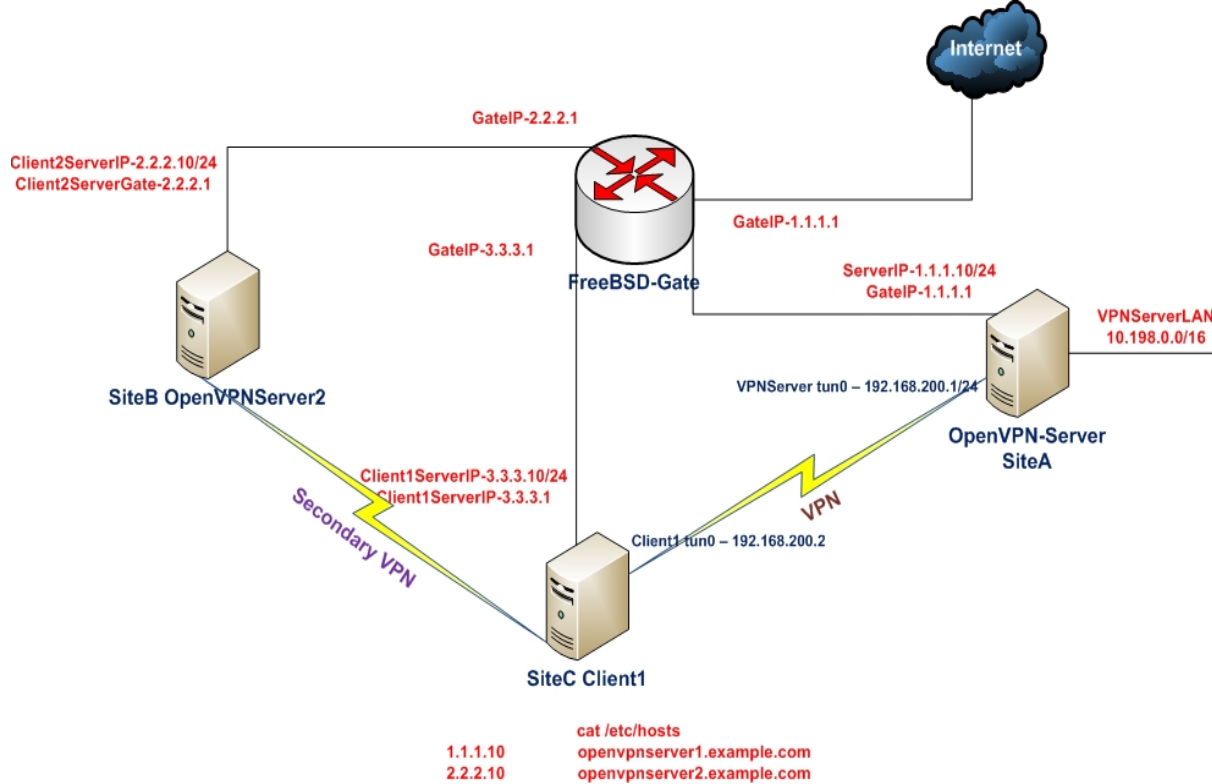 Internet
GateIP-2.2.2.1
Client2ServerIP-2.2.2.10/24
Client2ServerGate-2.2.2.1
GateIP-1.1.1.1
GateIP-3.3.3.1
FreeBSD-Gate
ServerIP-1.1.1.10/24
GateIP-1.1.1.1
VPNServerLAN
10.198.0.0/16
VPNServer tun0 – 192.168.200.1/24
SiteB OpenVPNServer2
OpenVPN-Server
SiteA
Client1ServerIP-3.3.3.10/24
Client1ServerIP-3.3.3.1
Secondary VPN
VPN
Client1 tun0 – 192.168.200.2
SiteC Client1
cat /etc/hosts
1.1.1.10 openvpnserver1.example.com
2.2.2.10 openvpnserver2.example.com